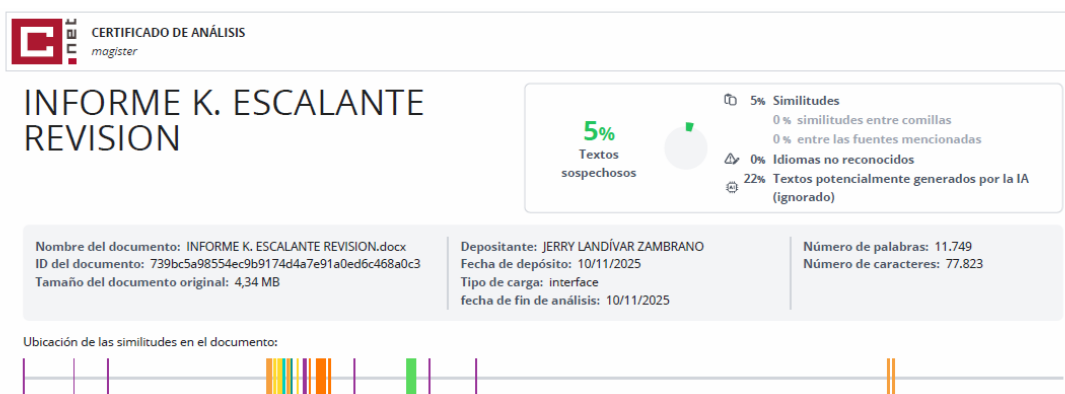 C
.net
CERTIFICADO DE ANÁLISIS
magister
INFORME K. ESCALANTE
REVISION
5%
Textos
sospechosos
5% Similitudes
0 % similitudes entre comillas
0 % entre las fuentes mencionadas
0% Idiomas no reconocidos
22% Textos potencialmente generados por la IA
(ignorado)
Nombre del documento: INFORME K. ESCALANTE REVISION.docx
ID del documento: 739bc5a98554ec9b9174d4a7e91a0ed6c468a0c3
Tamaño del documento original: 4,34 MB
Depositante: JERRY LANDÍVAR ZAMBRANO
Fecha de depósito: 10/11/2025
Tipo de carga: interface
fecha de fin de análisis: 10/11/2025
Número de palabras: 11.749
Número de caracteres: 77.823
Ubicación de las similitudes en el documento: